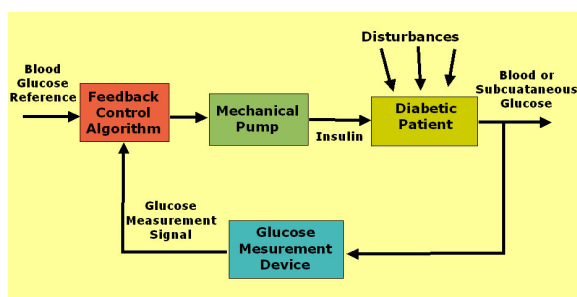 Disturbances
Blood
Glucose
Reference
Feedback
Control
Algorithm
Mechanical
Pump
Insulin
Diabetic
Patient
Blood or
Subcuataneous
Glucose
Glucose
Measurement
Signal
Glucose
Mesurement
Device